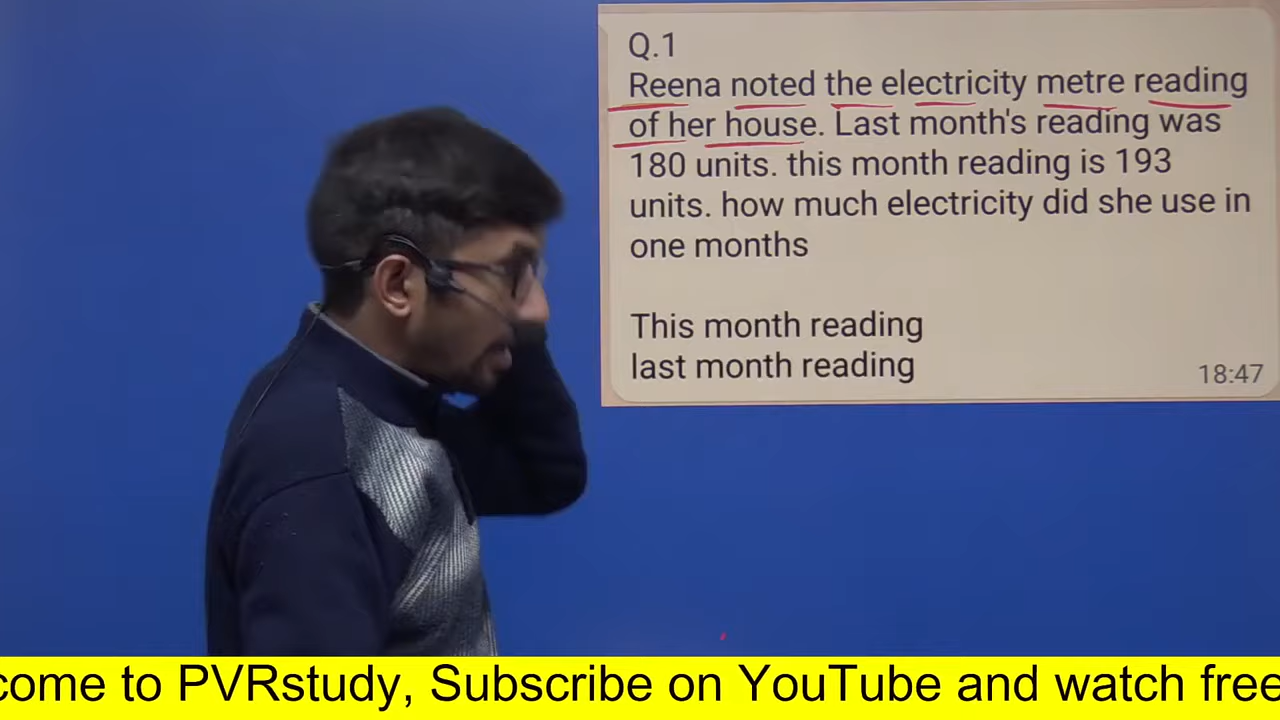 Q.1
Reena noted the electricity metre reading
of her house. Last month's reading was
180 units. this month reading is 193
units. how much electricity did she use in
one months
This month reading
last month reading
18:47
come to PVRstudy, Subscribe on YouTube and watch free